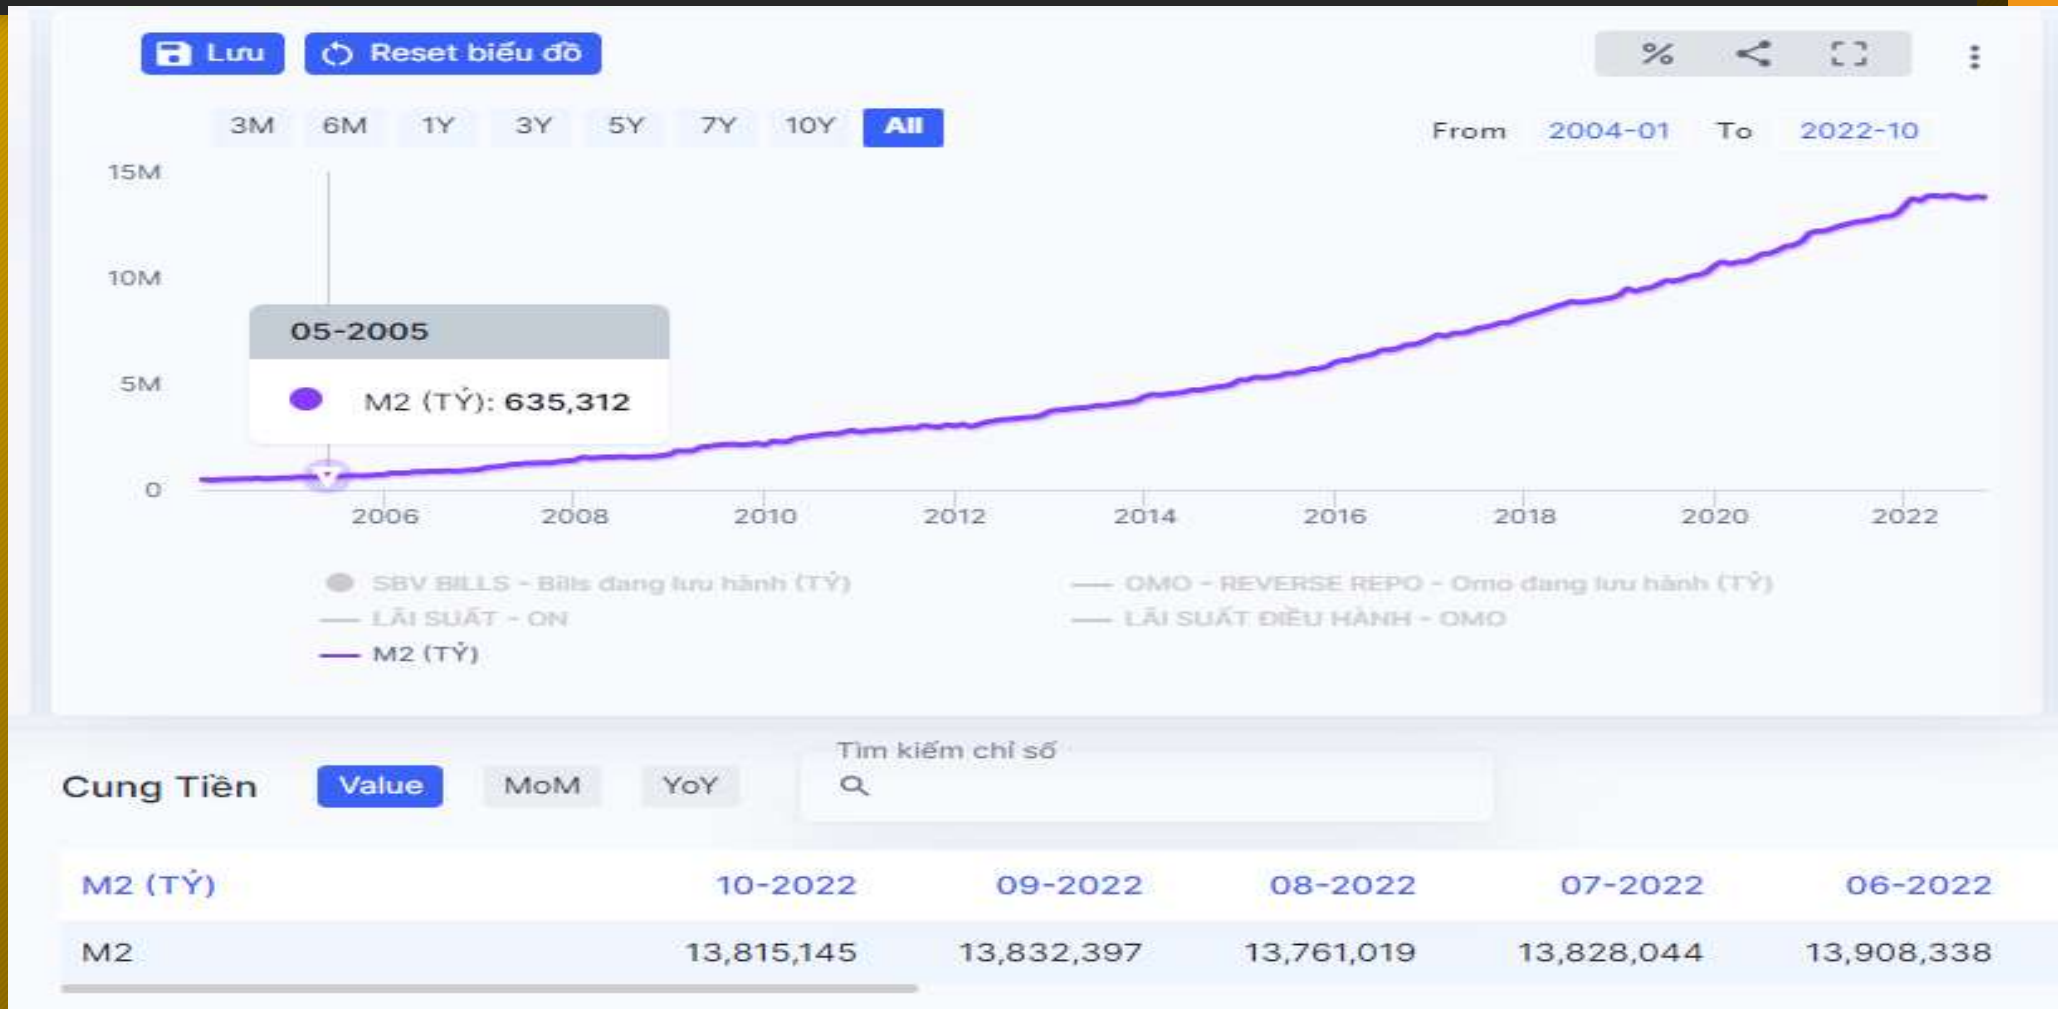 Lưu Reset biểu đồ %
3M 6M 1Y 3Y 5Y 7Y 10Y All From 2004-01 To 2022-10
15M
10M
05-2005
5M
M2 (TỶ): 635,312
0
2006 2008 2010 2012 2014 2016 2018 2020 2022
SBV BILLS - Bills đang lưu hành (TỶ) OMO - REVERSE REPO - Omo đang lưu hành (TỶ)
LÃI SUẤT - ON LÃI SUẤT ĐIỀU HÀNH - OMO
M2 (TỶ)
Tìm kiếm chỉ số
Cung Tiền Value MoM YoY
M2 (TỶ) 10-2022 09-2022 08-2022 07-2022 06-2022
M2 13,815,145 13,832,397 13,761,019 13,828,044 13,908,338